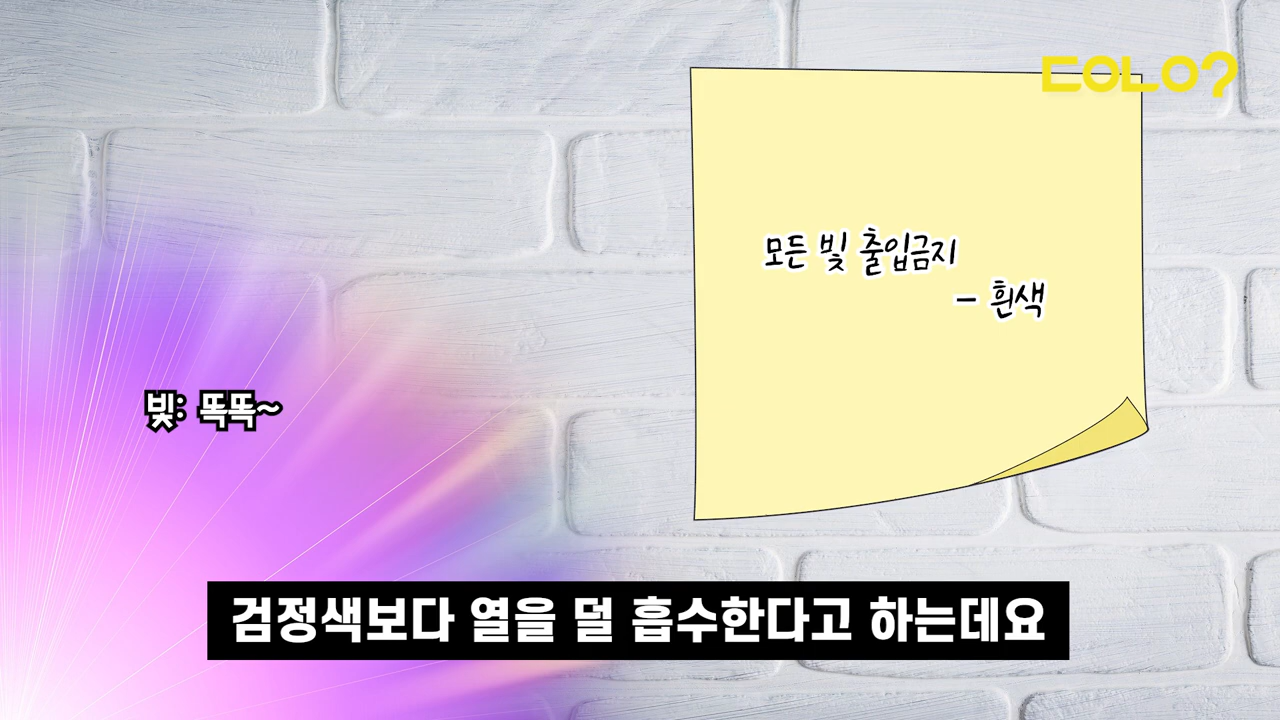 모든 빛 출입금지
- 흰색
빛: 똑똑~
검정색보다 열을 덜 흡수한다고 하는데요